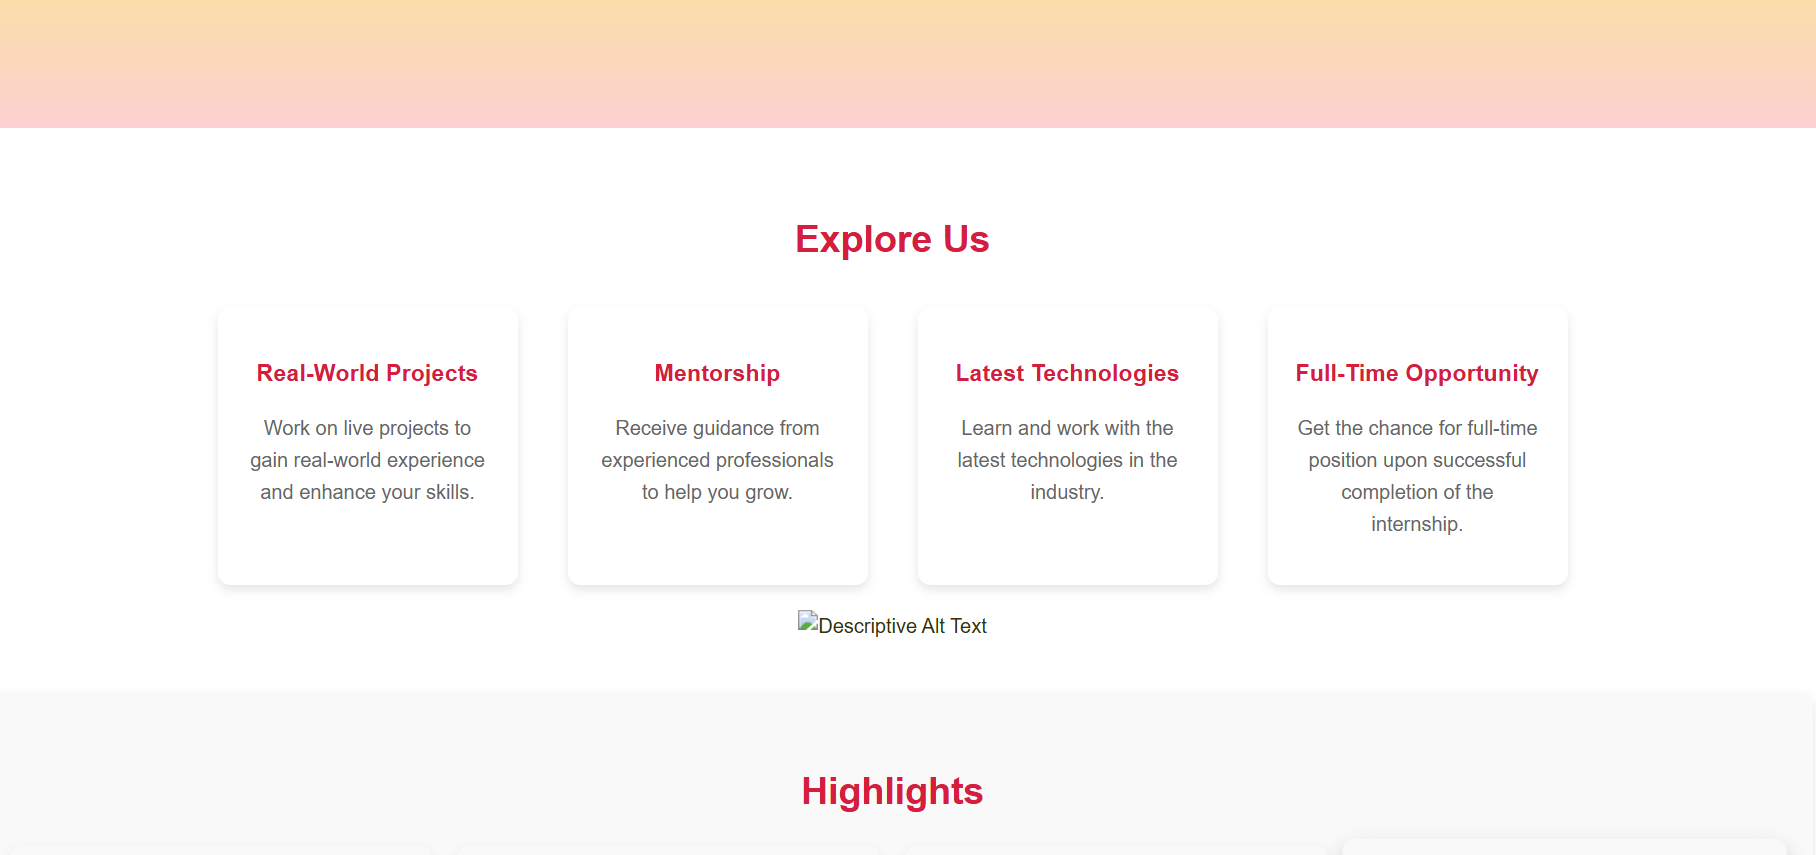 Explore Us
Real-World Projects
Work on live projects to
gain real-world experience
and enhance your skills.
Mentorship
Receive guidance from
experienced professionals
to help you grow.
Latest Technologies
Learn and work with the
latest technologies in the
industry.
Full-Time Opportunity
Get the chance for full-time
position upon successful
completion of the
internship.
Descriptive Alt Text
Highlights